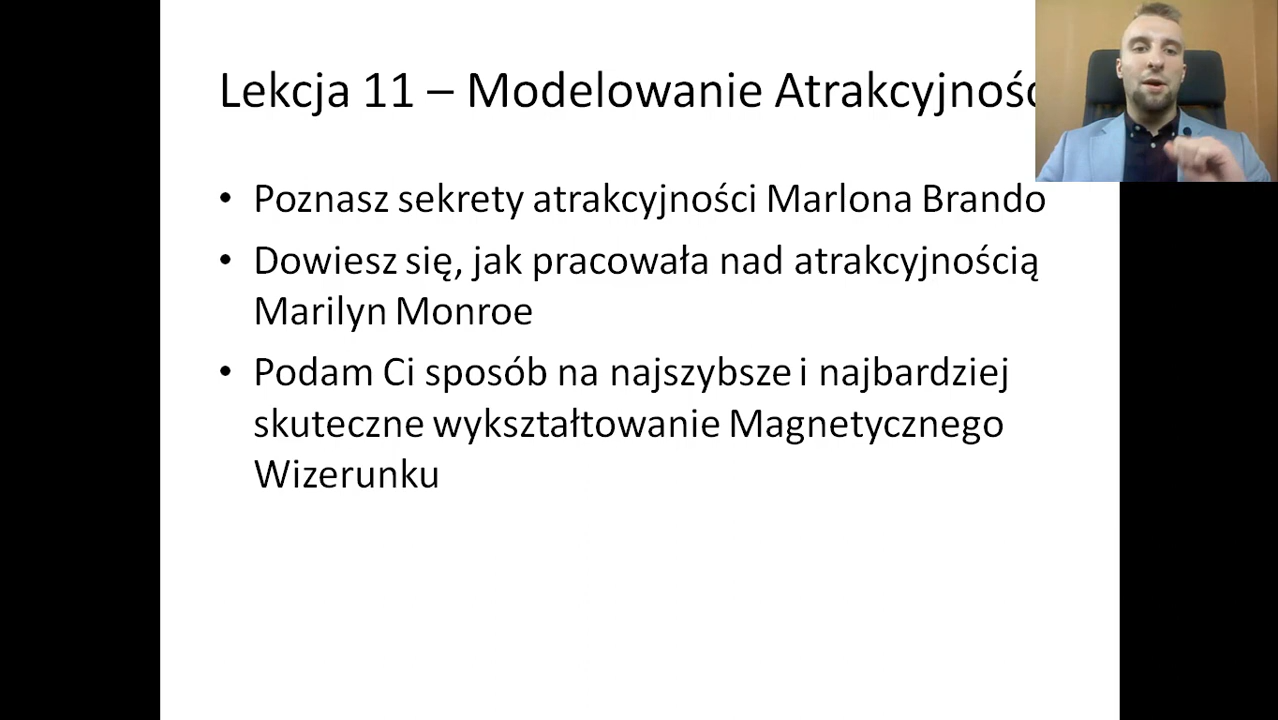 Lekcja 11 – Modelowanie
• Poznasz sekrety atrakcyjności Marlona Brando
• Dowiesz się, jak pracowała nad atrakcyjnością
Marilyn Monroe
• Podam Ci sposób na najszybsze i najbardziej
skuteczne wykształtowanie Magnetycznego
Wizerunku